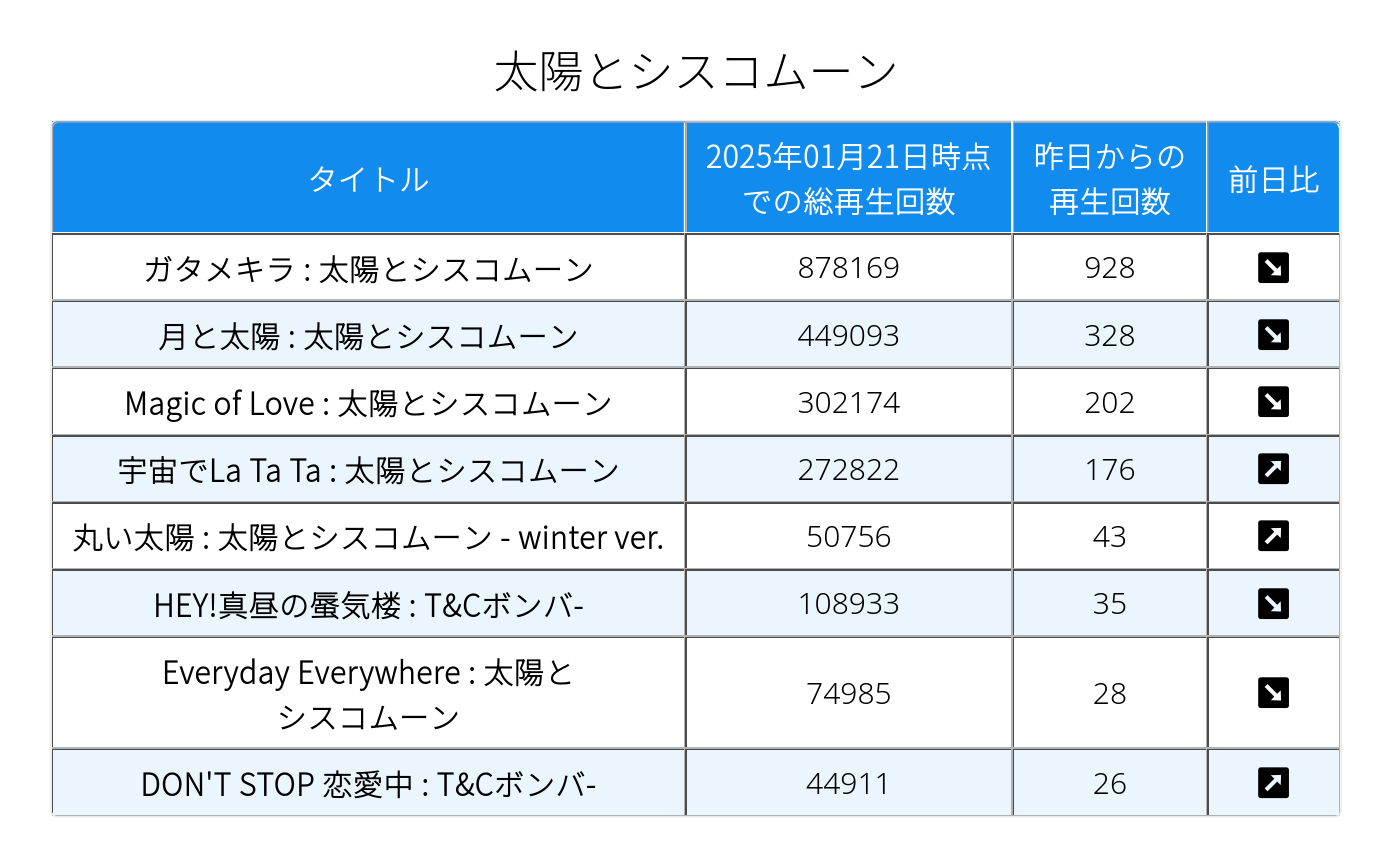 太陽とシスコムーン
タイトル
2025年01月21日時点
での総再生回数
昨日からの
再生回数
前日比
ガタメキラ : 太陽とシスコムーン
878169
928
月と太陽 : 太陽とシスコムーン
449093
328
Magic of Love : 太陽とシスコムーン
302174
202
宇宙でLa Ta Ta : 太陽とシスコムーン
272822
176
丸い太陽 : 太陽とシスコムーン - winter ver.
50756
43
HEY!真昼の蜃気楼 : T&Cボンバ-
108933
35
Everyday Everywhere : 太陽と
シスコムーン
74985
28
DON'T STOP 恋愛中 : T&Cボンバ-
44911
26